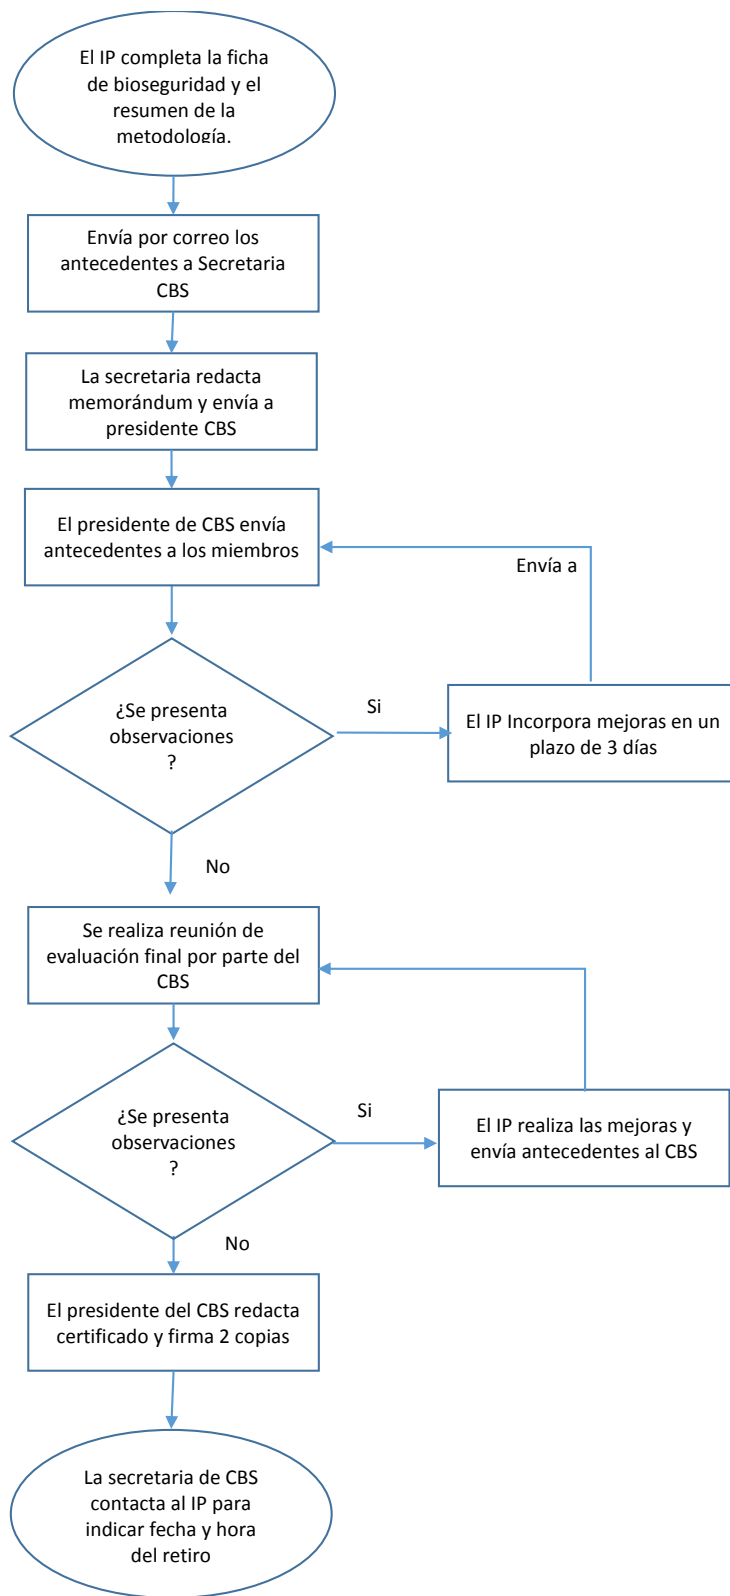 El IP completa la ficha
de bioseguridad y el
resumen de la
metodología.
Envía por correo los
antecedentes a Secretaria
CBS
La secretaria redacta
memorándum y envía a
presidente CBS
El presidente de CBS envía
antecedentes a los miembros
Envía a
¿Se presenta
observaciones
?
Si
El IP Incorpora mejoras en un
plazo de 3 días
No
Se realiza reunión de
evaluación final por parte del
CBS
¿Se presenta
observaciones
?
Si
El IP realiza las mejoras y
envía antecedentes al CBS
No
El presidente del CBS redacta
certificado y firma 2 copias
La secretaria de CBS
contacta al IP para
indicar fecha y hora
del retiro